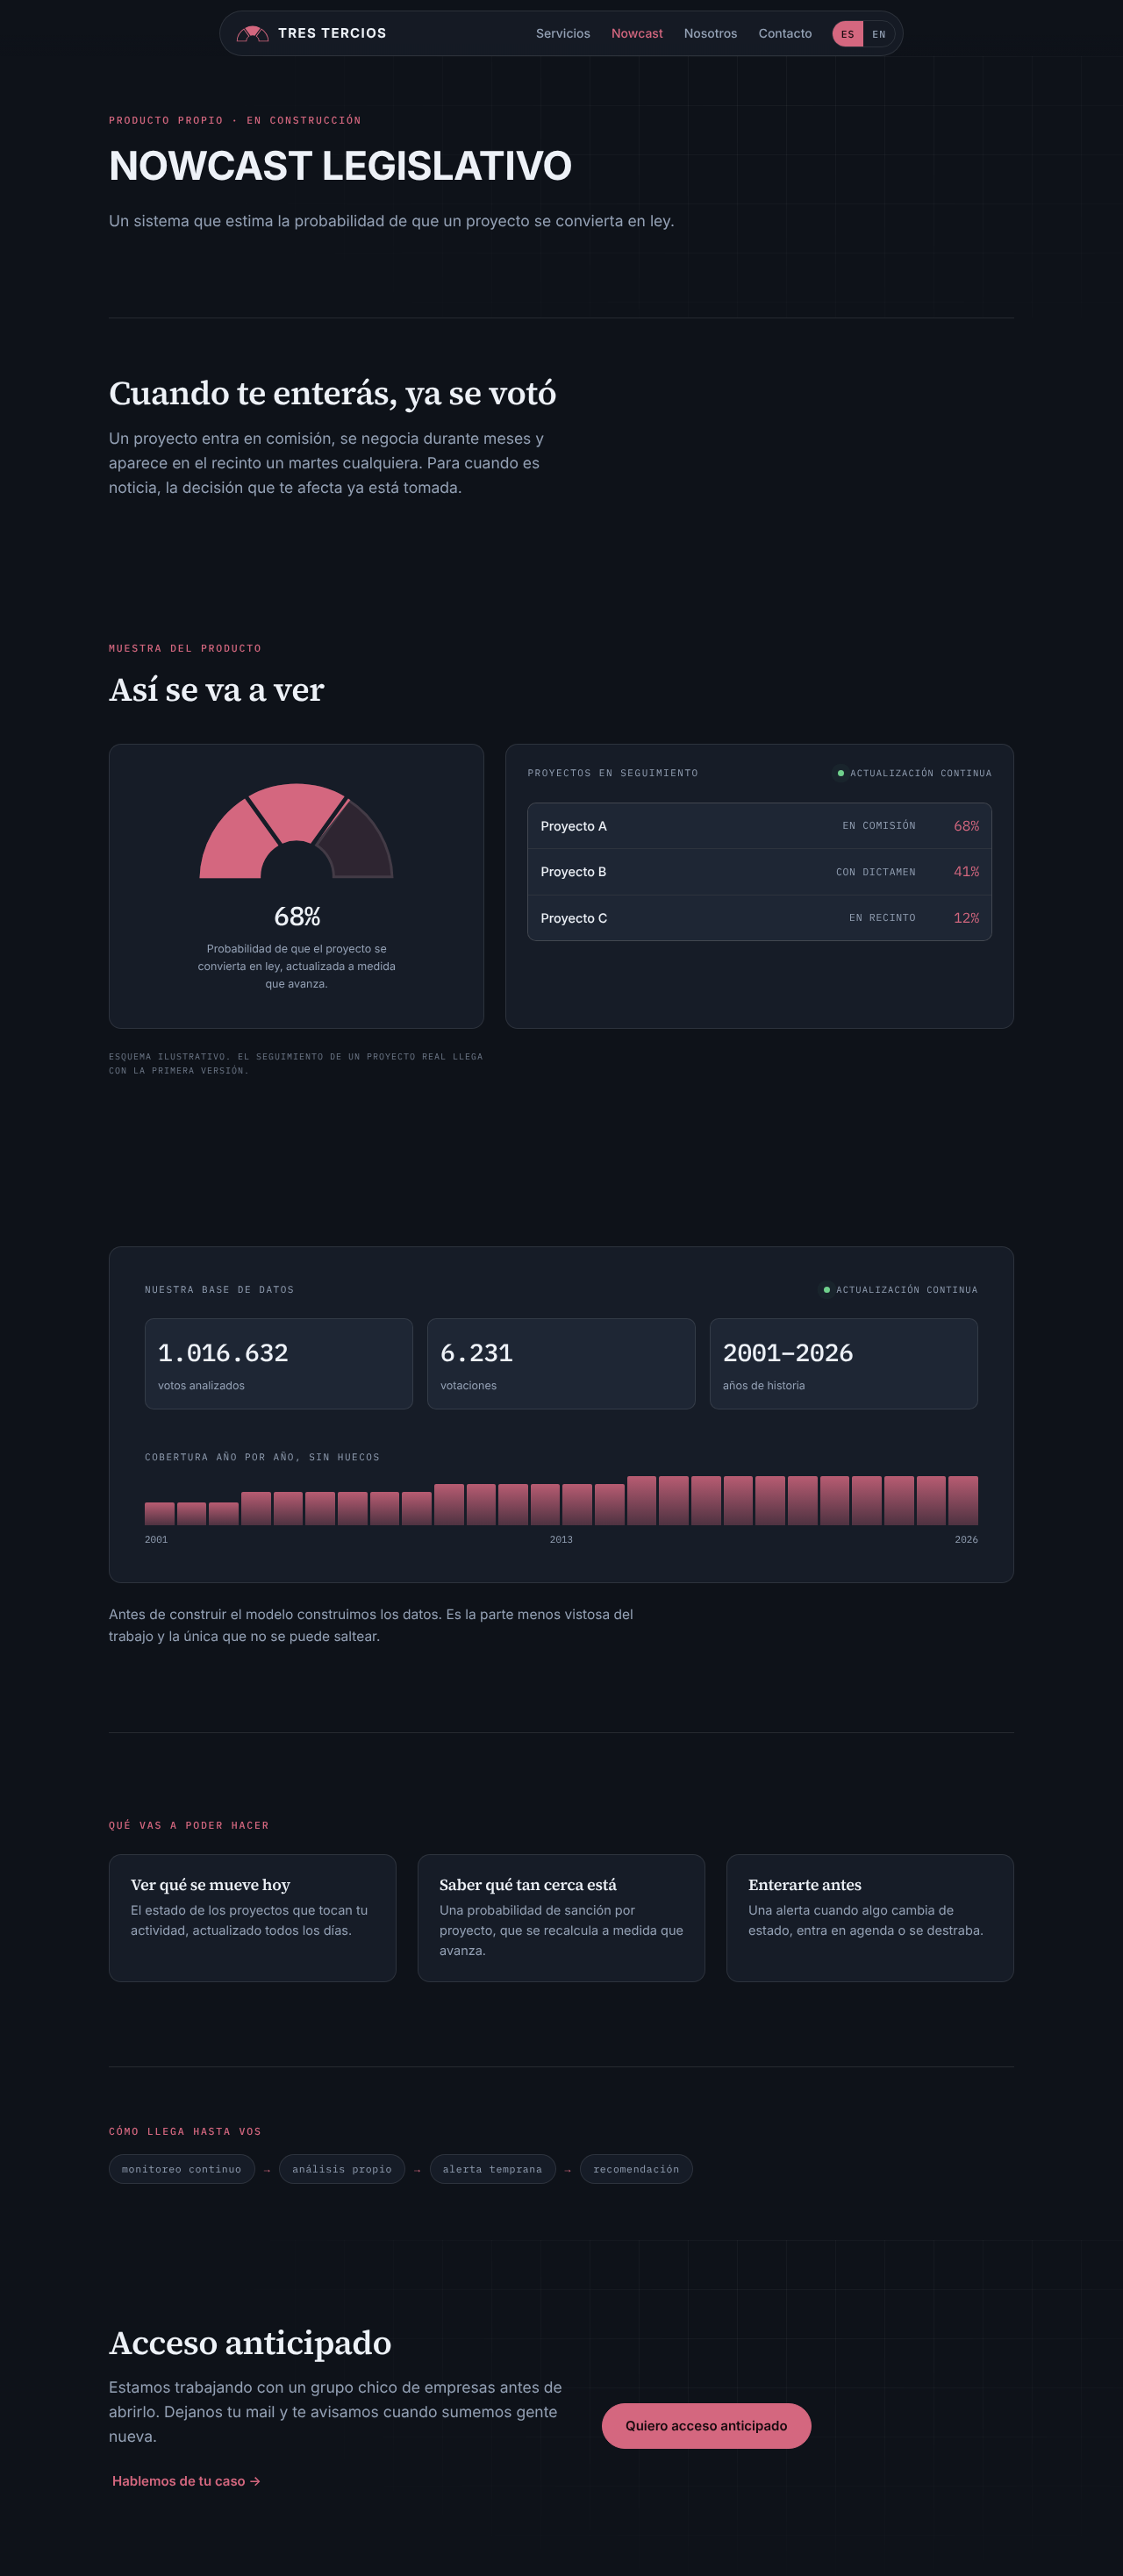 TRES TERCIOS
Servicios
Nowcast
Nosotros
Contacto
ES
EN
PRODUCTO PROPIO · EN CONSTRUCCIÓN
NOWCAST LEGISLATIVO
Un sistema que estima la probabilidad de que un proyecto se convierta en ley.
Cuando te enterás, ya se votó
Un proyecto entra en comisión, se negocia durante meses y
aparece en el recinto un martes cualquiera. Para cuando es
noticia, la decisión que te afecta ya está tomada.
MUESTRA DEL PRODUCTO
Así se va a ver
68%
Probabilidad de que el proyecto se
convierta en ley, actualizada a medida
que avanza.
PROYECTOS EN SEGUIMIENTO
ACTUALIZACIÓN CONTINUA
Proyecto A EN COMISIÓN 68%
Proyecto B CON DICTAMEN 41%
Proyecto C EN RECINTO 12%
ESQUEMA ILUSTRATIVO. EL SEGUIMIENTO DE UN PROYECTO REAL LLEGA
CON LA PRIMERA VERSIÓN.
NUESTRA BASE DE DATOS
ACTUALIZACIÓN CONTINUA
1.016.632
votos analizados
6.231
votaciones
2001–2026
años de historia
COBERTURA AÑO POR AÑO, SIN HUECOS
2001
2013
2026
Antes de construir el modelo construimos los datos. Es la parte menos vistosa del
trabajo y la única que no se puede saltear.
QUÉ VAS A PODER HACER
Ver qué se mueve hoy
El estado de los proyectos que tocan tu
actividad, actualizado todos los días.
Saber qué tan cerca está
Una probabilidad de sanción por
proyecto, que se recalcula a medida que
avanza.
Enterarte antes
Una alerta cuando algo cambia de
estado, entra en agenda o se destraba.
CÓMO LLEGA HASTA VOS
monitoreo continuo → análisis propio → alerta temprana → recomendación
Acceso anticipado
Estamos trabajando con un grupo chico de empresas antes de
abrirlo. Dejanos tu mail y te avisamos cuando sumemos gente
nueva.
Quiero acceso anticipado
Hablemos de tu caso →